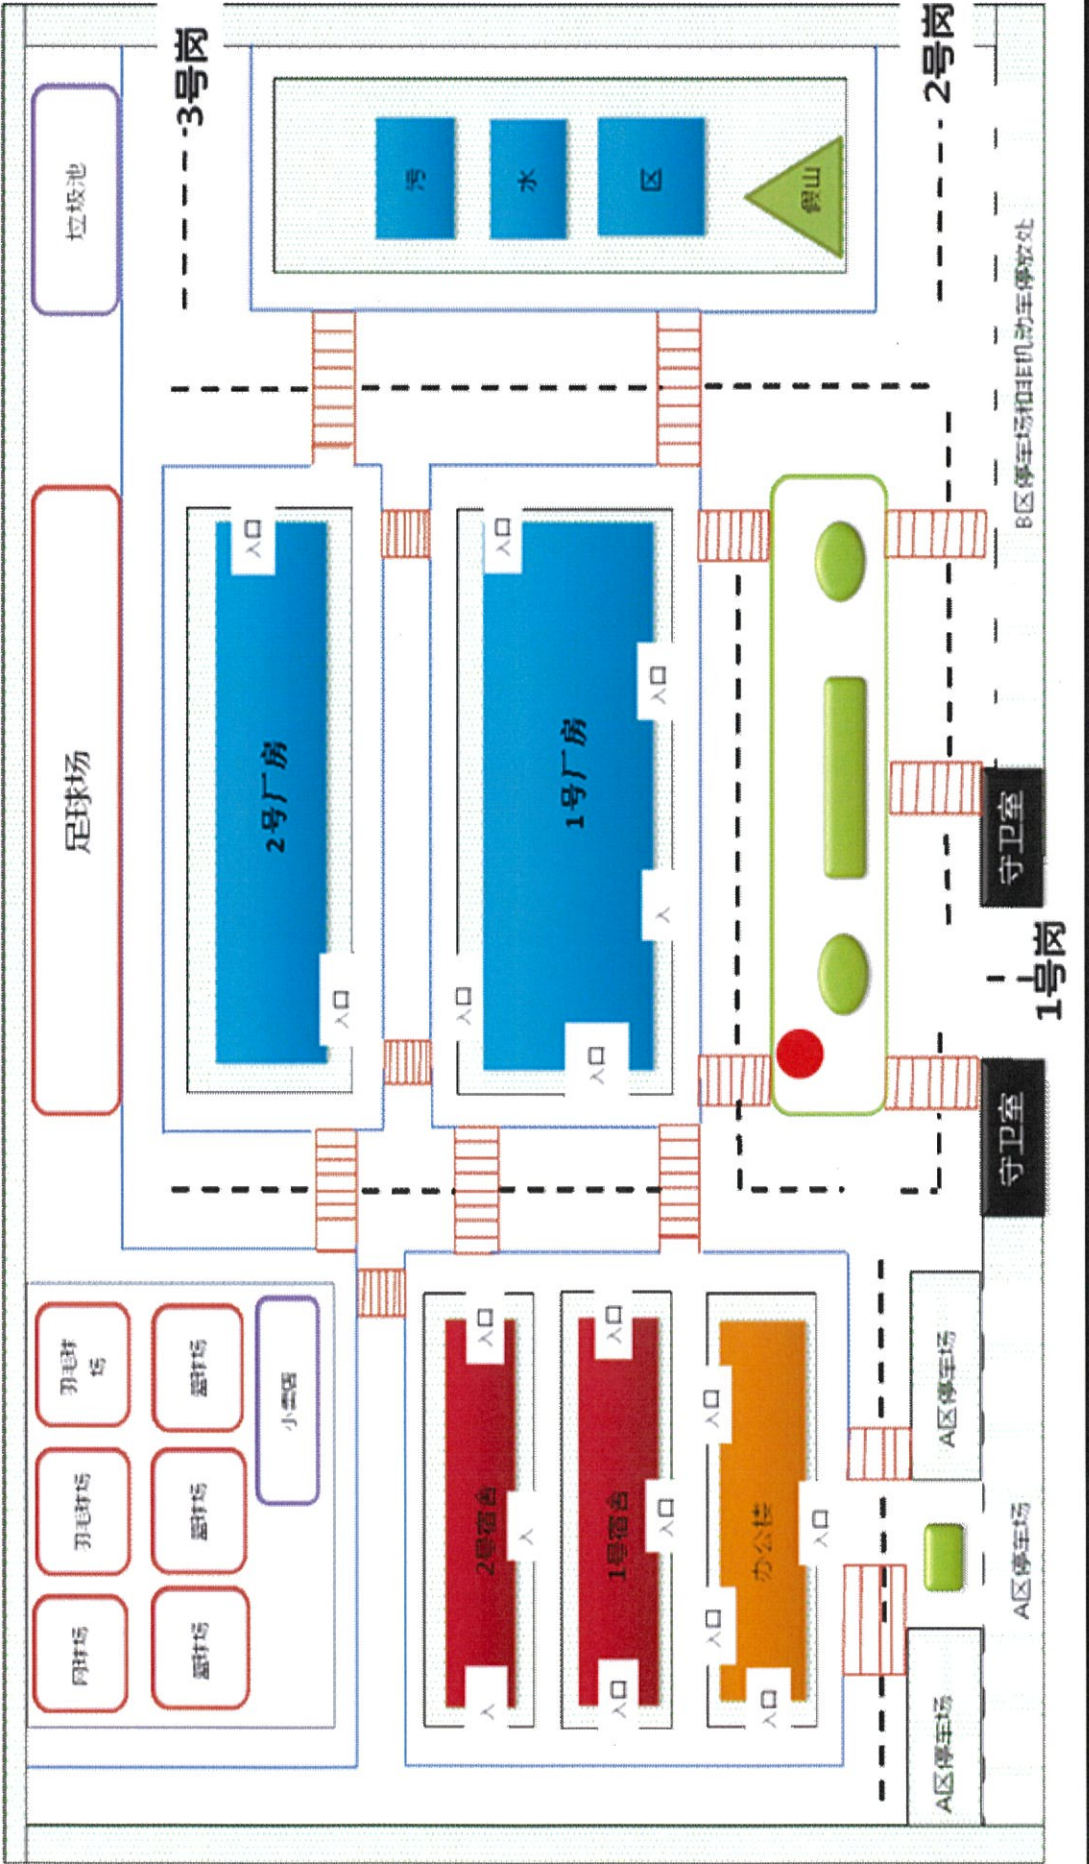 网球场
羽毛球场
羽毛球
场
足球场
垃圾池
篮球场
篮球场
篮球场
3号岗
小卖店
2号厂房
入口
入口
污
水
区
假山
2号宿舍
入
入
入口
1号宿舍
入口
入口
入口
1号厂房
入口
入口
入口
入
入口
办公楼
入口
入口
入口
入口
2号岗
A区停车场
A区停车场
A区停车场
守卫室
守卫室
1号岗
B区停车场和非机动车停放处